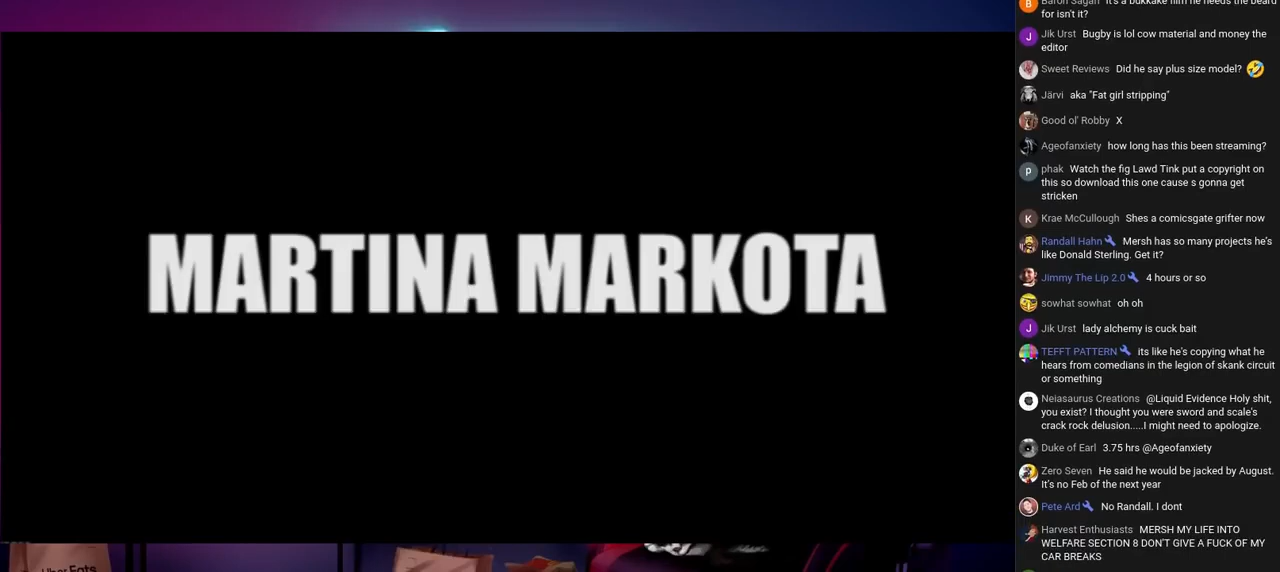 MARTINA MARKOTA
Uber Eats
for isn't it?
Jik Urst Bugby is lol cow material and money the
editor
Sweet Reviews Did he say plus size model? 🤣
Järvi aka "Fat girl stripping"
Good ol' Robby X
Ageofanxiety how long has this been streaming?
phak Watch the fig Lawd Tink put a copyright on
this so download this one cause s gonna get
stricken
Krae McCullough Shes a comicsgate grifter now
Randall Hahn Mersh has so many projects he's
like Donald Sterling. Get it?
Jimmy The Lip 2.0 4 hours or so
sowhat sowhat oh oh
Jik Urst lady alchemy is cuck bait
TEFFT PATTERN its like he's copying what he
hears from comedians in the legion of skank circuit
or something
Neiasaurus Creations @Liquid Evidence Holy shit,
you exist? I thought you were sword and scale's
crack rock delusion.....I might need to apologize.
Duke of Earl 3.75 hrs @Ageofanxiety
Zero Seven He said he would be jacked by August.
It's no Feb of the next year
Pete Ard No Randall. I dont
Harvest Enthusiasts MERSH MY LIFE INTO
WELFARE SECTION 8 DON'T GIVE A FUCK OF MY
CAR BREAKS